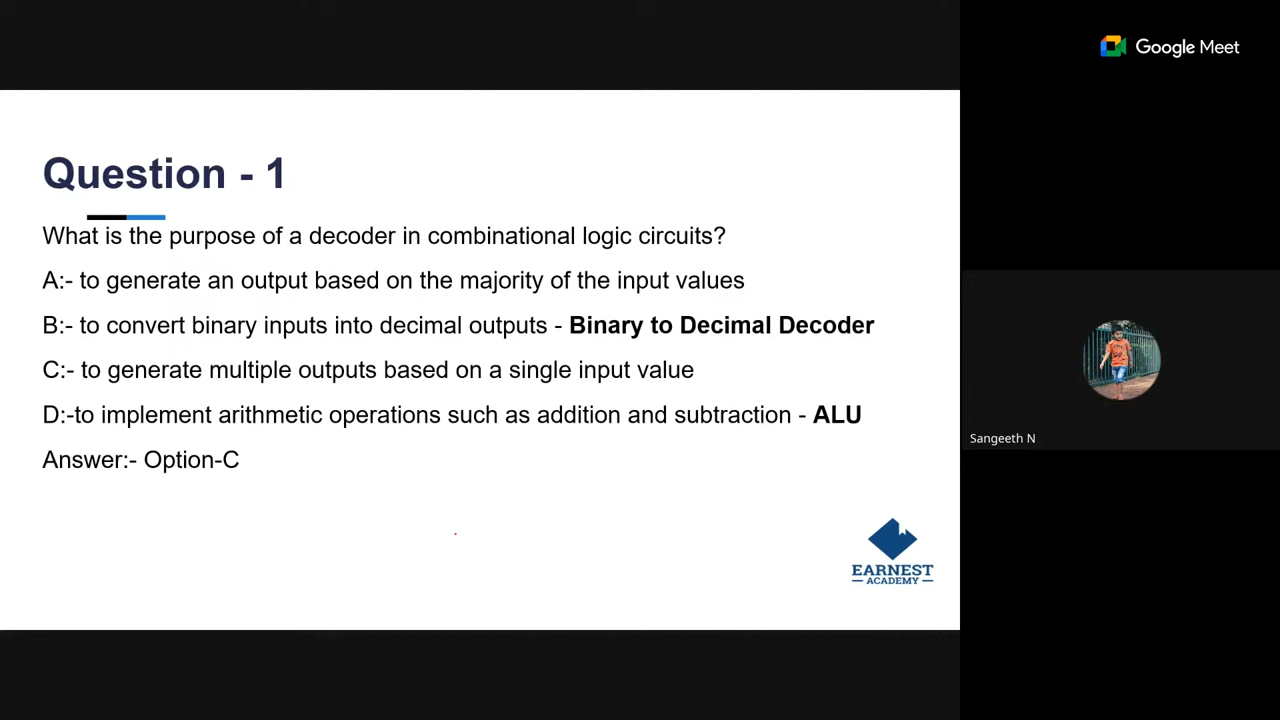 Google Meet
Question - 1
What is the purpose of a decoder in combinational logic circuits?
A:- to generate an output based on the majority of the input values
B:- to convert binary inputs into decimal outputs - Binary to Decimal Decoder
C:- to generate multiple outputs based on a single input value
D:-to implement arithmetic operations such as addition and subtraction - ALU
Answer:- Option-C
Sangeeth N
EARNEST
ACADEMY